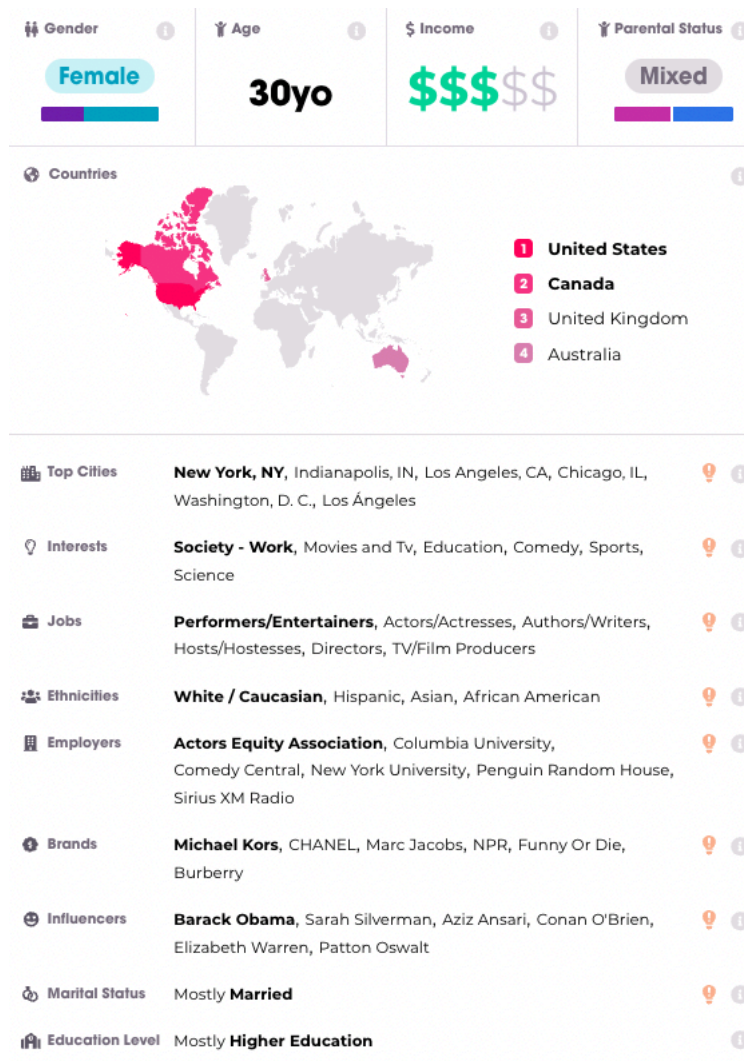 Gender
Age
$ Income
Parental Status
Female
30yo
$$$$$
Mixed
Countries
1 United States
2 Canada
3 United Kingdom
4 Australia
Top Cities
New York, NY, Indianapolis, IN, Los Angeles, CA, Chicago, IL,
Washington, D. C., Los Ángeles
Interests
Society - Work, Movies and Tv, Education, Comedy, Sports,
Science
Jobs
Performers/Entertainers, Actors/Actresses, Authors/Writers,
Hosts/Hostesses, Directors, TV/Film Producers
Ethnicities
White / Caucasian, Hispanic, Asian, African American
Employers
Actors Equity Association, Columbia University,
Comedy Central, New York University, Penguin Random House,
Sirius XM Radio
Brands
Michael Kors, CHANEL, Marc Jacobs, NPR, Funny Or Die,
Burberry
Influencers
Barack Obama, Sarah Silverman, Aziz Ansari, Conan O'Brien,
Elizabeth Warren, Patton Oswalt
Marital Status
Mostly Married
Education Level
Mostly Higher Education